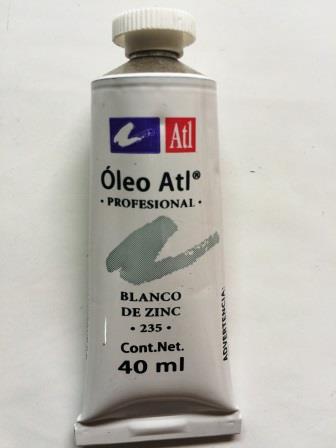 Atl
Óleo Atl®
• PROFESIONAL •
BLANCO
DE ZINC
• 235 •
Cont.Net.
40 ml
ADVERTENCIA: